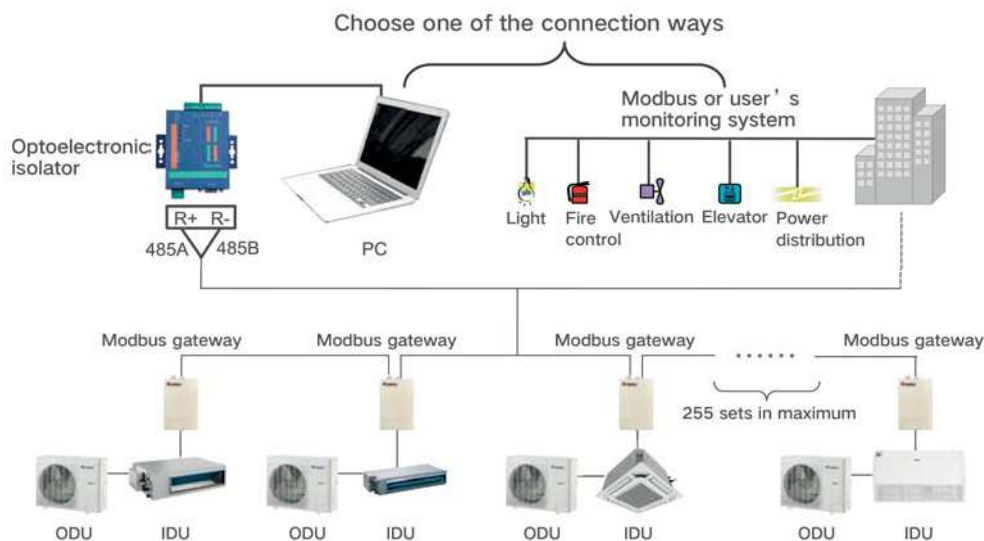 Choose one of the connection ways
Modbus or user's
monitoring system
Optoelectronic
isolator
R+ R-
485A
485B
PC
Light
Fire
control
Ventilation
Elevator
Power
distribution
Modbus gateway
Modbus gateway
Modbus gateway
Modbus gateway
......
255 sets in maximum
ODU
IDU
ODU
IDU
ODU
IDU
ODU
IDU